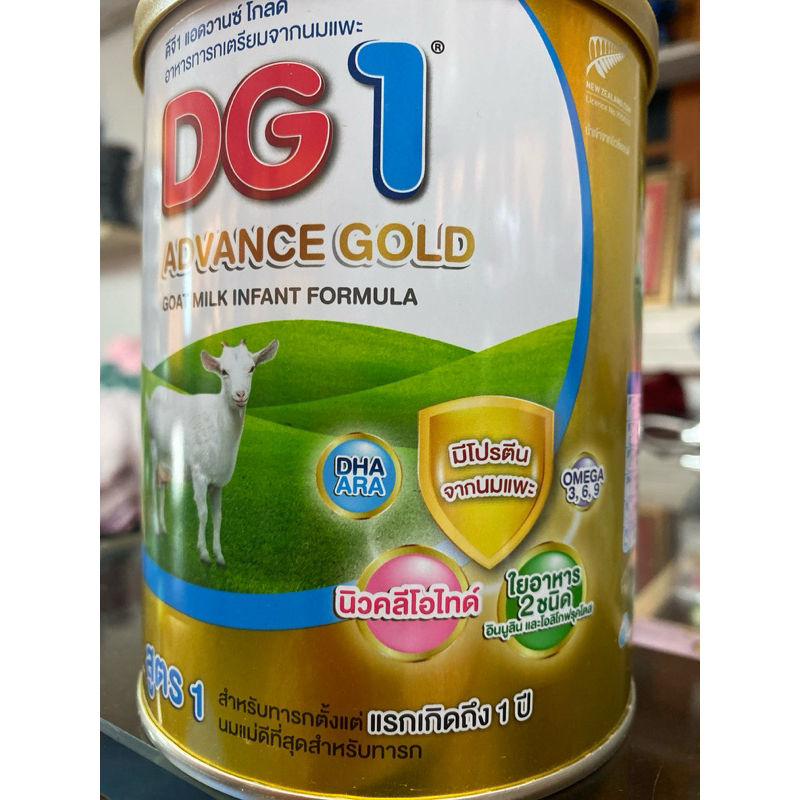 ดีจี1 แอดวานซ์ โกลด์
อาหารทารกเตรียมจากนมแพะ
DG1®
ADVANCE GOLD
GOAT MILK INFANT FORMULA
NEW ZEALAND
DHA
ARA
มีโปรตีน
จากนมแพะ
OMEGA
3, 6, 9
นิวคลีโอไทด์
ใยอาหาร
2 ชนิด
อินนูลิน และโอลิโกฟรุคโตส
สูตร 1
สำหรับทารกตั้งแต่ แรกเกิดถึง 1 ปี
นมแม่ดีที่สุดสำหรับทารก